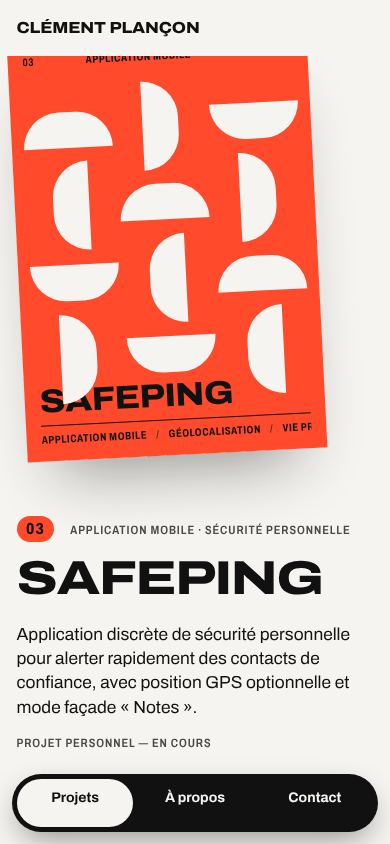 CLÉMENT PLANÇON
03 APPLICATION MOBILE
SAFEPING
APPLICATION MOBILE / GÉOLOCALISATION / VIE PR
03 APPLICATION MOBILE · SÉCURITÉ PERSONNELLE
SAFEPING
Application discrète de sécurité personnelle
pour alerter rapidement des contacts de
confiance, avec position GPS optionnelle et
mode façade « Notes ».
PROJET PERSONNEL — EN COURS
Projets À propos Contact